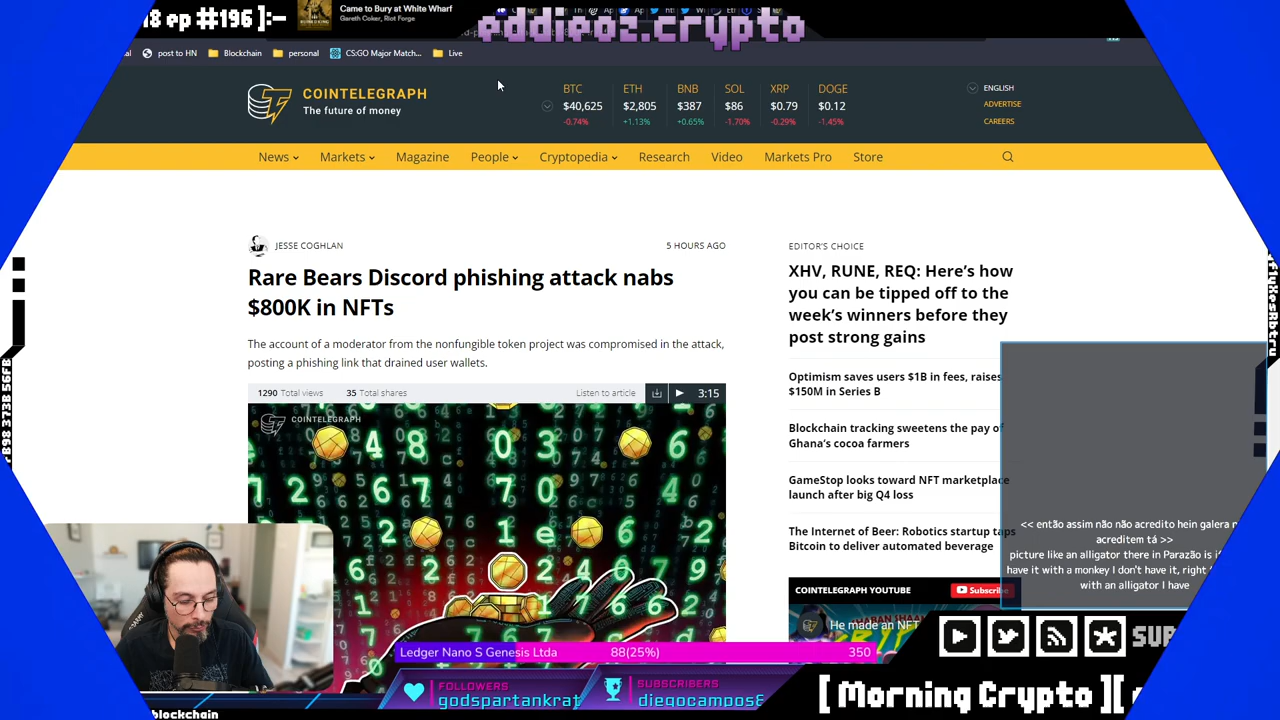 8 ep #196 ]:-
Came to Bury at White Wharf
Gareth Coker, Riot Forge
eddieoz.crypto
post to HN
Blockchain
personal
CS:GO Major Match...
Live
COINTELEGRAPH
The future of money
BTC ETH BNB SOL XRP DOGE
$40,625 $2,805 $387 $86 $0.79 $0.12
-0.74% +1.13% +0.65% -1.70% -0.29% -1.45%
ENGLISH
ADVERTISE
CAREERS
News Markets Magazine People Cryptopedia Research Video Markets Pro Store
JESSE COGHLAN
5 HOURS AGO
Rare Bears Discord phishing attack nabs
$800K in NFTs
The account of a moderator from the nonfungible token project was compromised in the attack,
posting a phishing link that drained user wallets.
1290 Total views 35 Total shares
Listen to article
3:15
COINTELEGRAPH
EDITOR'S CHOICE
XHV, RUNE, REQ: Here's how
you can be tipped off to the
week's winners before they
post strong gains
Optimism saves users $1B in fees, raises
$150M in Series B
Blockchain tracking sweetens the pay of
Ghana's cocoa farmers
GameStop looks toward NFT marketplace
launch after big Q4 loss
The Internet of Beer: Robotics startup taps
Bitcoin to deliver automated beverage
COINTELEGRAPH YOUTUBE
Subscribe
He made an NFT
<< então assim não não acredito hein galera n
acreditem tá >>
picture like an alligator there in Parazão is i
have it with a monkey I don't have it, right
with an alligator I have
Ledger Nano S Genesis Ltda 88(25%) 350
FOLLOWERS
godspartankrat
SUBSCRIBERS
diegocampos8
SUB
[ Morning Crypto ][
blockchain